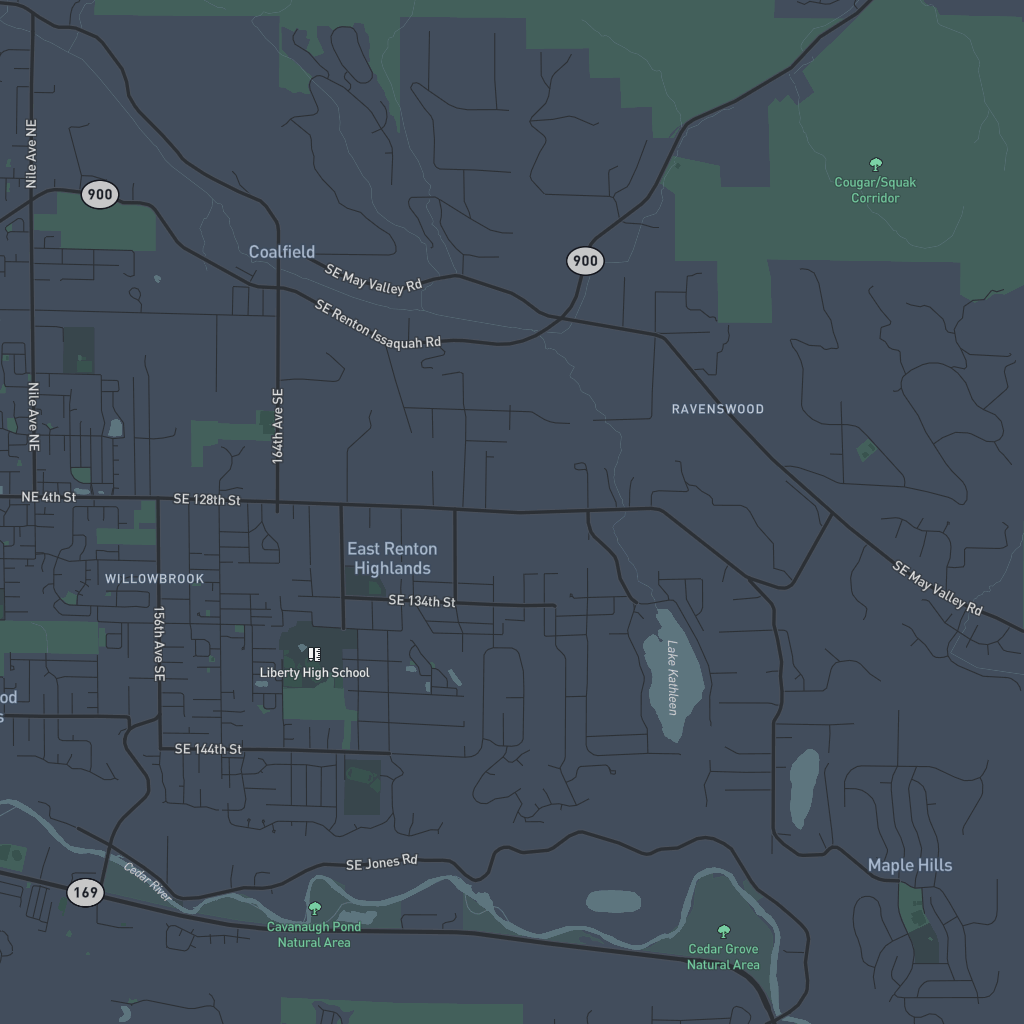 Nile Ave NE
900
Cougar/Squak
Corridor
Coalfield
900
SE May Valley Rd
SE Renton Issaquah Rd
Nile Ave NE
164th Ave SE
RAVENSWOOD
NE 4th St
SE 128th St
East Renton
Highlands
WILLOWBROOK
SE May Valley Rd
SE 134th St
156th Ave SE
Liberty High School
Lake Kathleen
od
s
SE 144th St
SE Jones Rd
Maple Hills
Cedar River
169
Cavanaugh Pond
Natural Area
Cedar Grove
Natural Area